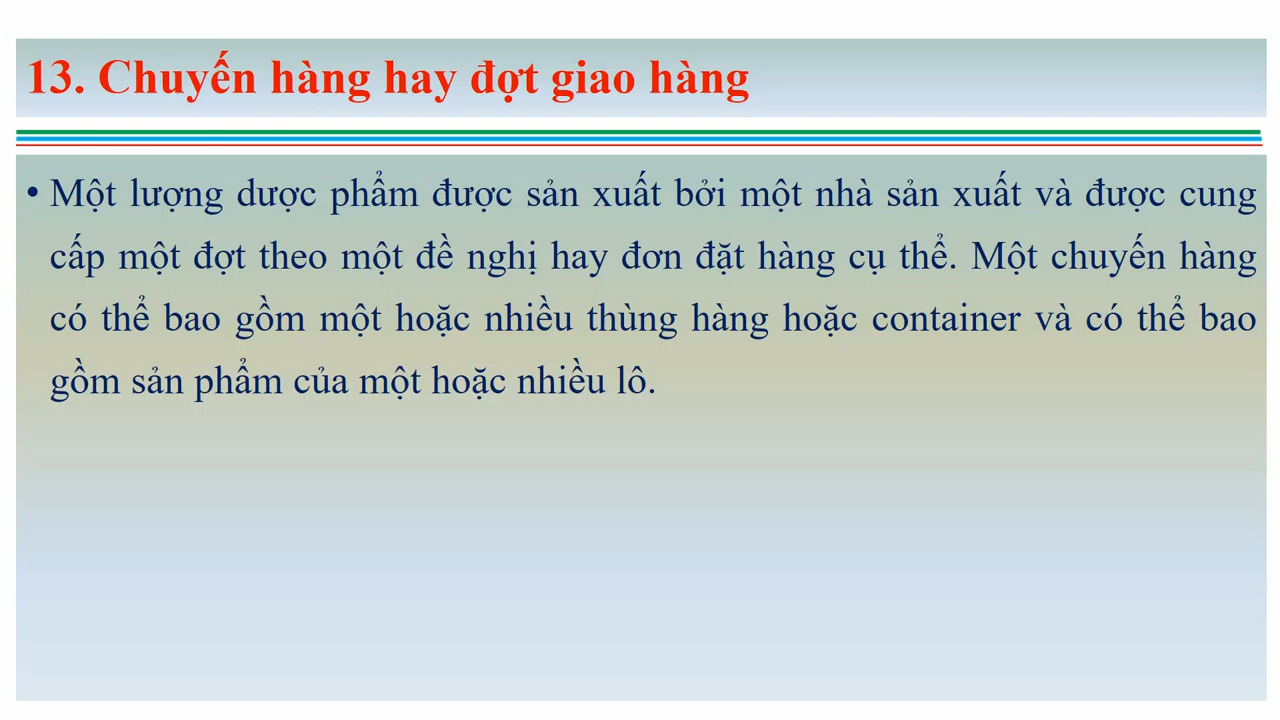 13. Chuyến hàng hay đợt giao hàng
• Một lượng dược phẩm được sản xuất bởi một nhà sản xuất và được cung
cấp một đợt theo một đề nghị hay đơn đặt hàng cụ thể. Một chuyến hàng
có thể bao gồm một hoặc nhiều thùng hàng hoặc container và có thể bao
gồm sản phẩm của một hoặc nhiều lô.